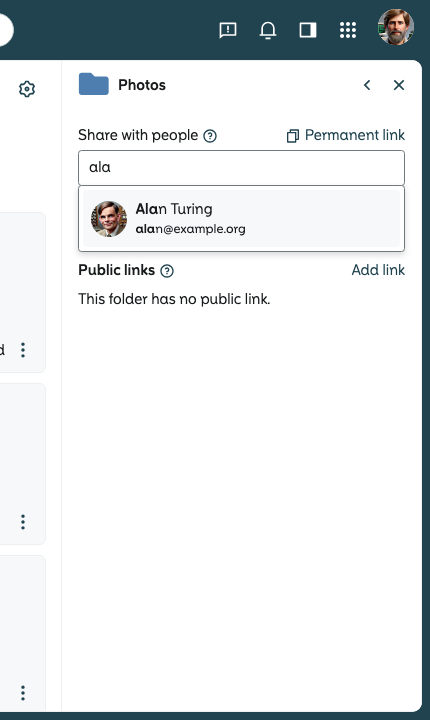 Photos
Share with people
Permanent link
ala
Alan Turing
alan@example.org
Public links
Add link
This folder has no public link.
d